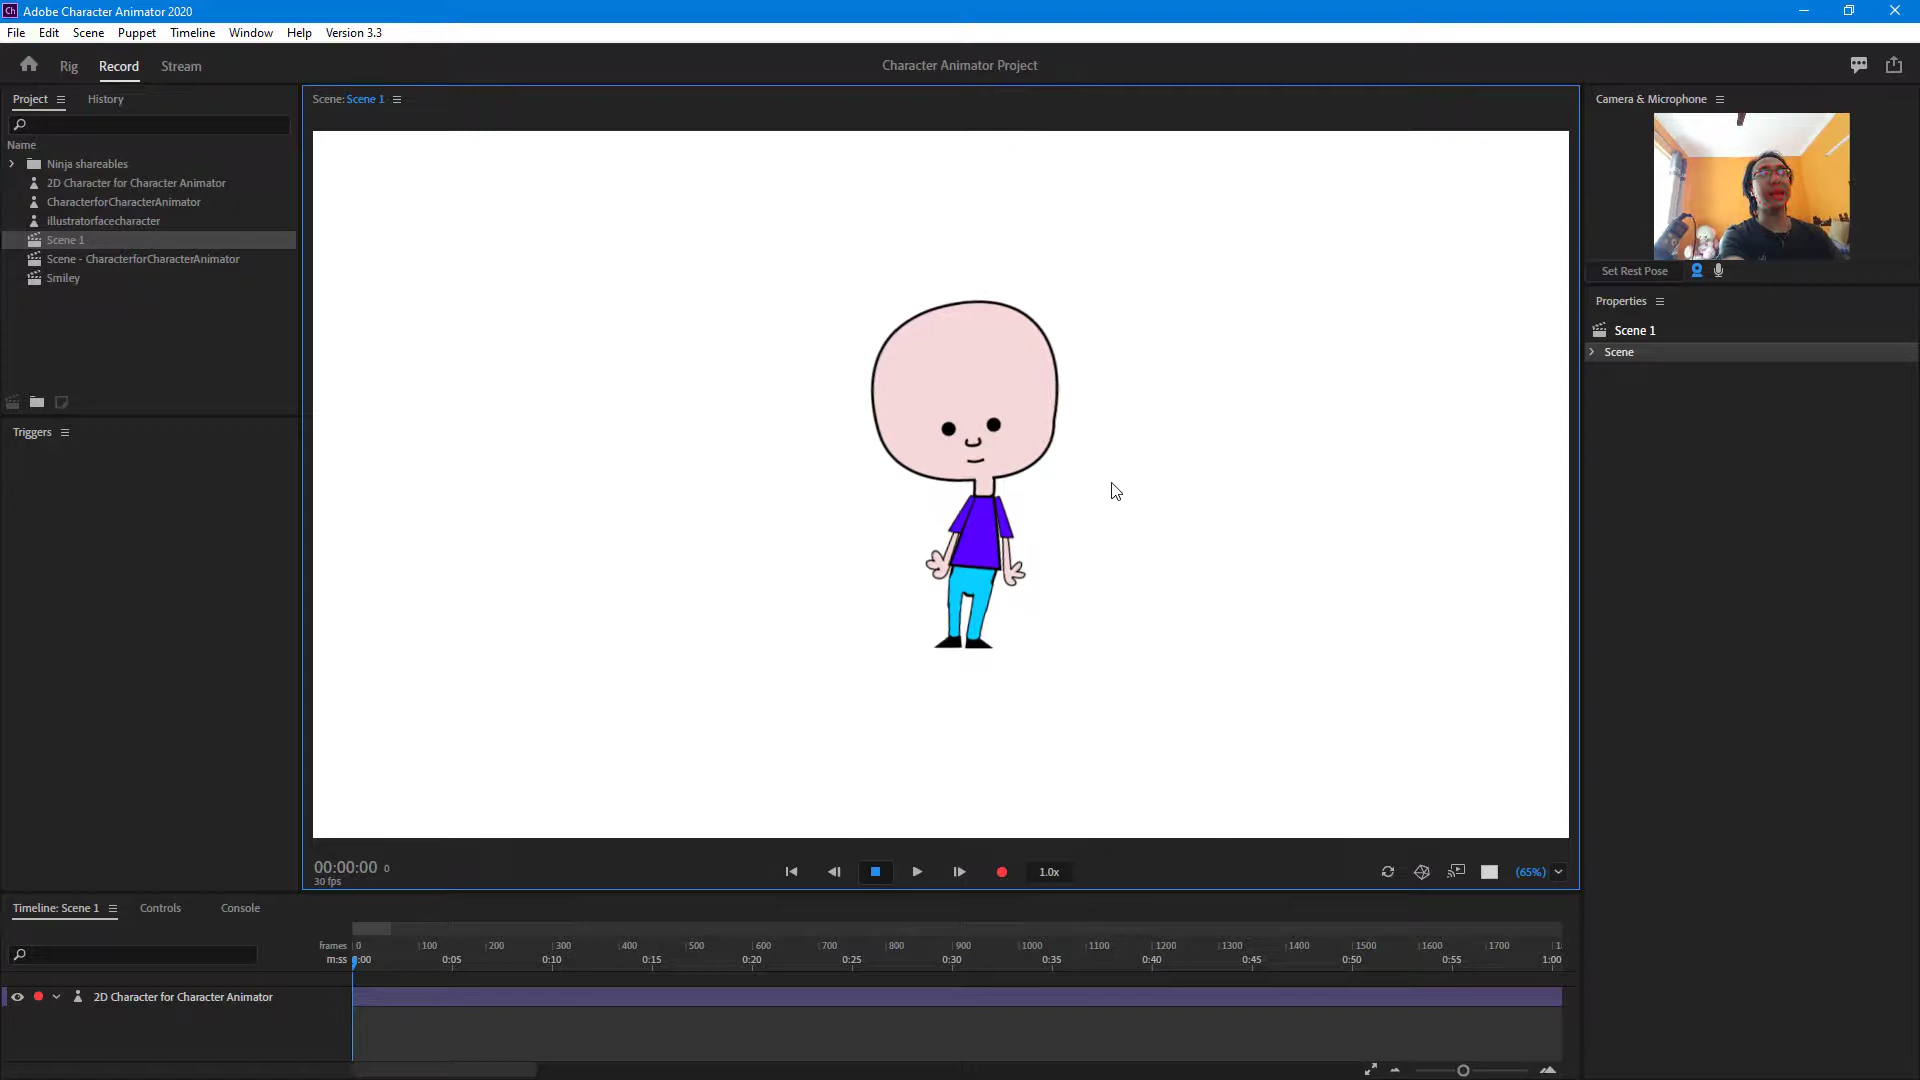 Ch Adobe Character Animator 2020
File Edit Scene Puppet Timeline Window Help Version 3.3
Rig Record Stream Character Animator Project
Project History
Scene: Scene 1
Camera & Microphone
Name
Ninja shareables
2D Character for Character Animator
CharacterforCharacterAnimator
illustratorfacecharacter
Scene 1
Scene - CharacterforCharacterAnimator
Smiley
Set Rest Pose
Properties
Scene 1
Scene
Triggers
00:00:00 0
30 fps
1.0x
(65%)
Timeline: Scene 1 Controls Console
frames 0 100 200 300 400 500 600 700 800 900 1000 1100 1200 1300 1400 1500 1600 1700
m:ss :00 0:05 0:10 0:15 0:20 0:25 0:30 0:35 0:40 0:45 0:50 0:55 1:00
2D Character for Character Animator